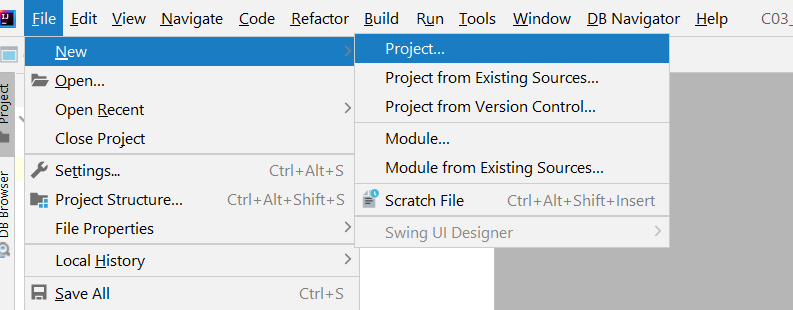 IJ
File Edit View Navigate Code Refactor Build Run Tools Window DB Navigator Help C03_
New
Open...
Open Recent
Close Project
Settings... Ctrl+Alt+S
Project Structure... Ctrl+Alt+Shift+S
File Properties
Local History
Save All Ctrl+S
Project...
Project from Existing Sources...
Project from Version Control...
Module...
Module from Existing Sources...
Scratch File Ctrl+Alt+Shift+Insert
Swing UI Designer
Project
DB Browser